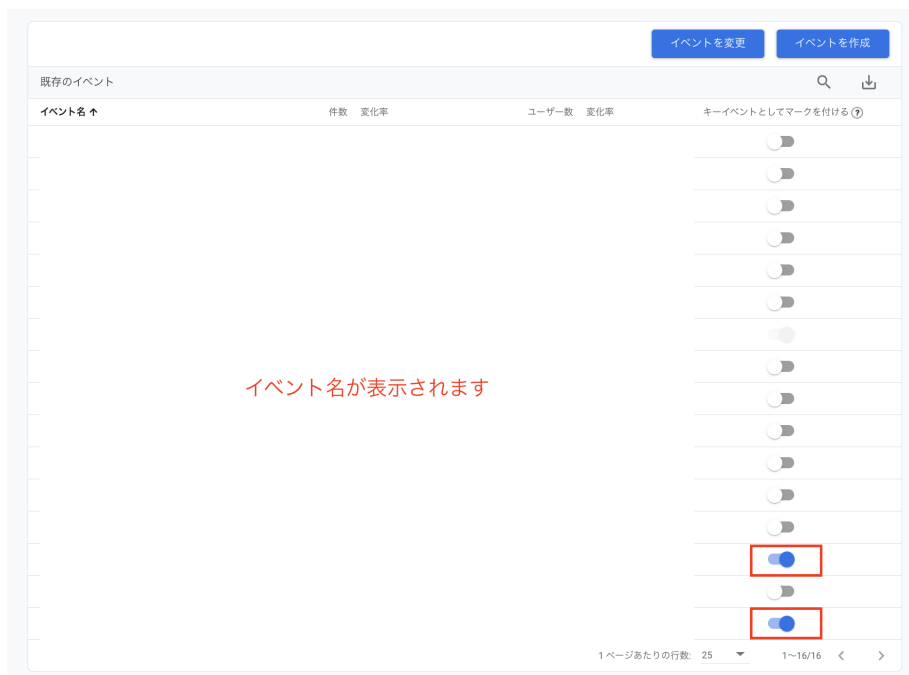 イベントを変更 イベントを作成
既存のイベント
イベント名 ↑ 件数 変化率 ユーザー数 変化率 キーイベントとしてマークを付ける ?
イベント名が表示されます
1 ページあたりの行数: 25 1～16/16